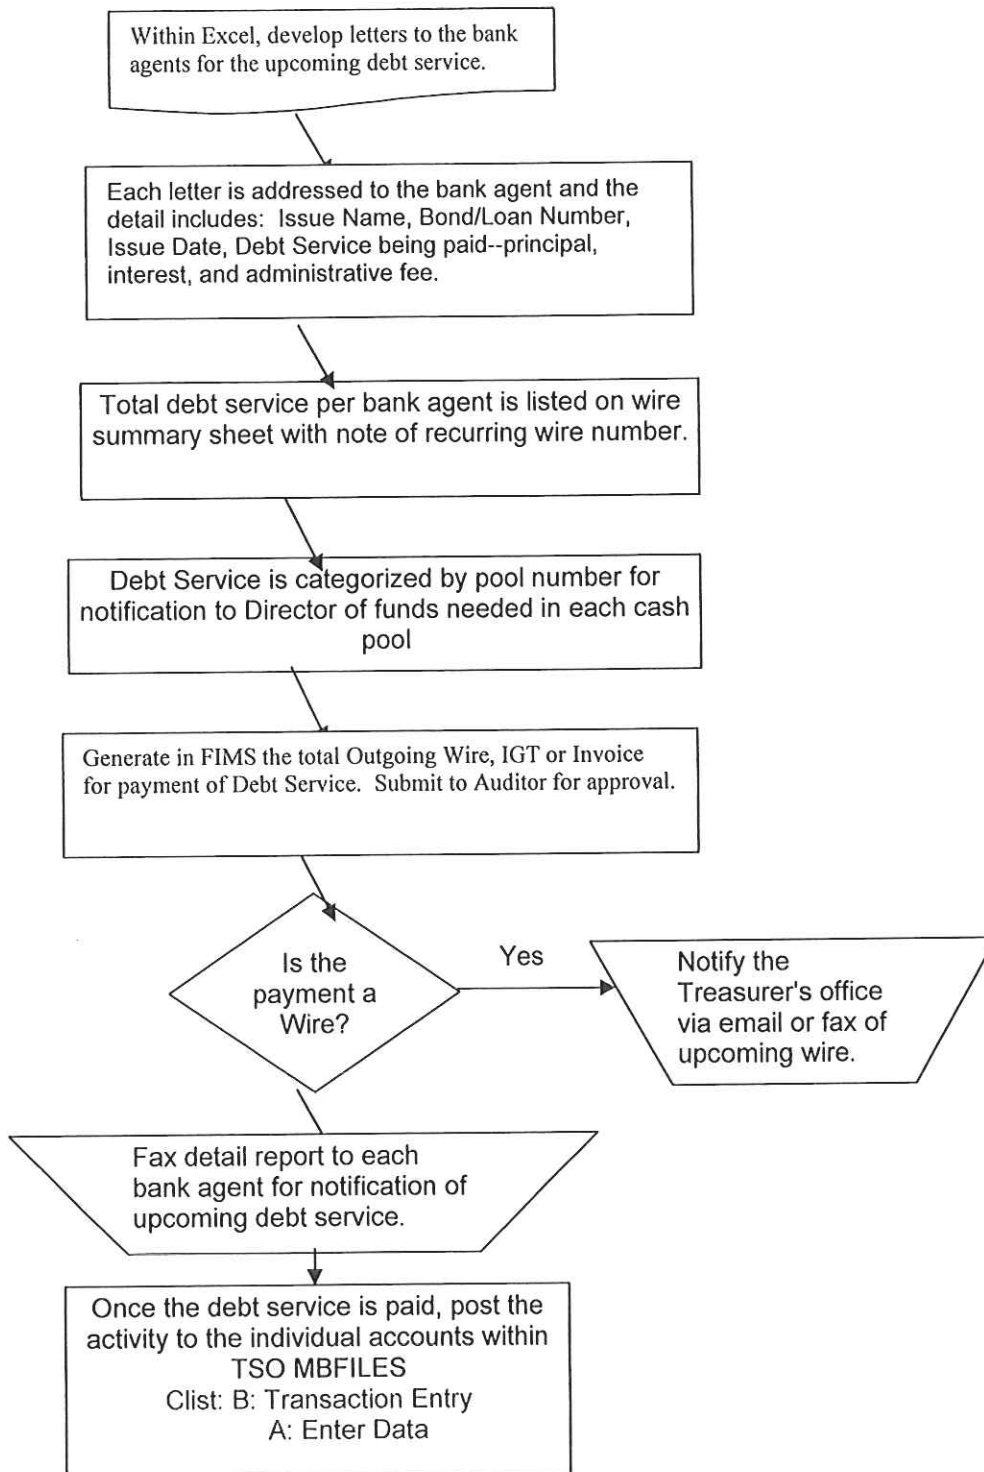 Within Excel, develop letters to the bank
agents for the upcoming debt service.
Each letter is addressed to the bank agent and the
detail includes:  Issue Name, Bond/Loan Number,
Issue Date, Debt Service being paid--principal,
interest, and administrative fee.
Total debt service per bank agent is listed on wire
summary sheet with note of recurring wire number.
Debt Service is categorized by pool number for
notification to Director of funds needed in each cash
pool
Generate in FIMS the total Outgoing Wire, IGT or Invoice
for payment of Debt Service.  Submit to Auditor for approval.
Is the
payment a
Wire?
Yes
Notify the
Treasurer's office
via email or fax of
upcoming wire.
Fax detail report to each
bank agent for notification of
upcoming debt service.
Once the debt service is paid, post the
activity to the individual accounts within
TSO MBFILES
Clist: B: Transaction Entry
A: Enter Data